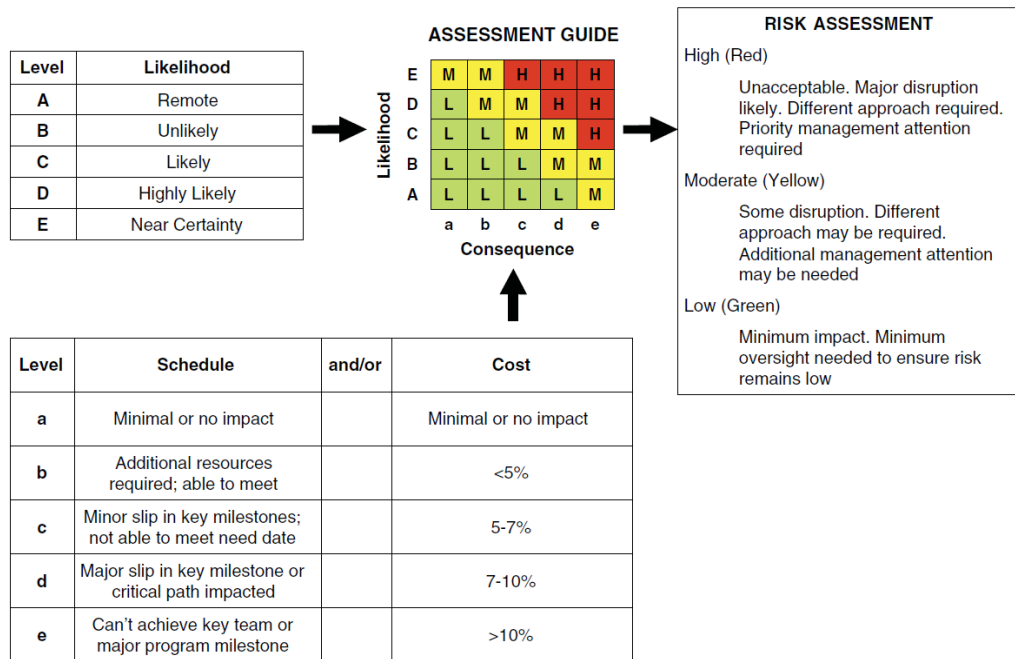 Level Likelihood
A Remote
B Unlikely
C Likely
D Highly Likely
E Near Certainty
ASSESSMENT GUIDE
Likelihood
E M M H H H
D L M M H H
C L L M M H
B L L L M M
A L L L L M
a b c d e
Consequence
RISK ASSESSMENT
High (Red)
Unacceptable. Major disruption
likely. Different approach required.
Priority management attention
required
Moderate (Yellow)
Some disruption. Different
approach may be required.
Additional management attention
may be needed
Low (Green)
Minimum impact. Minimum
oversight needed to ensure risk
remains low
Level Schedule and/or Cost
a Minimal or no impact Minimal or no impact
b Additional resources
required; able to meet <5%
c Minor slip in key milestones;
not able to meet need date 5-7%
d Major slip in key milestone or
critical path impacted 7-10%
e Can't achieve key team or
major program milestone >10%